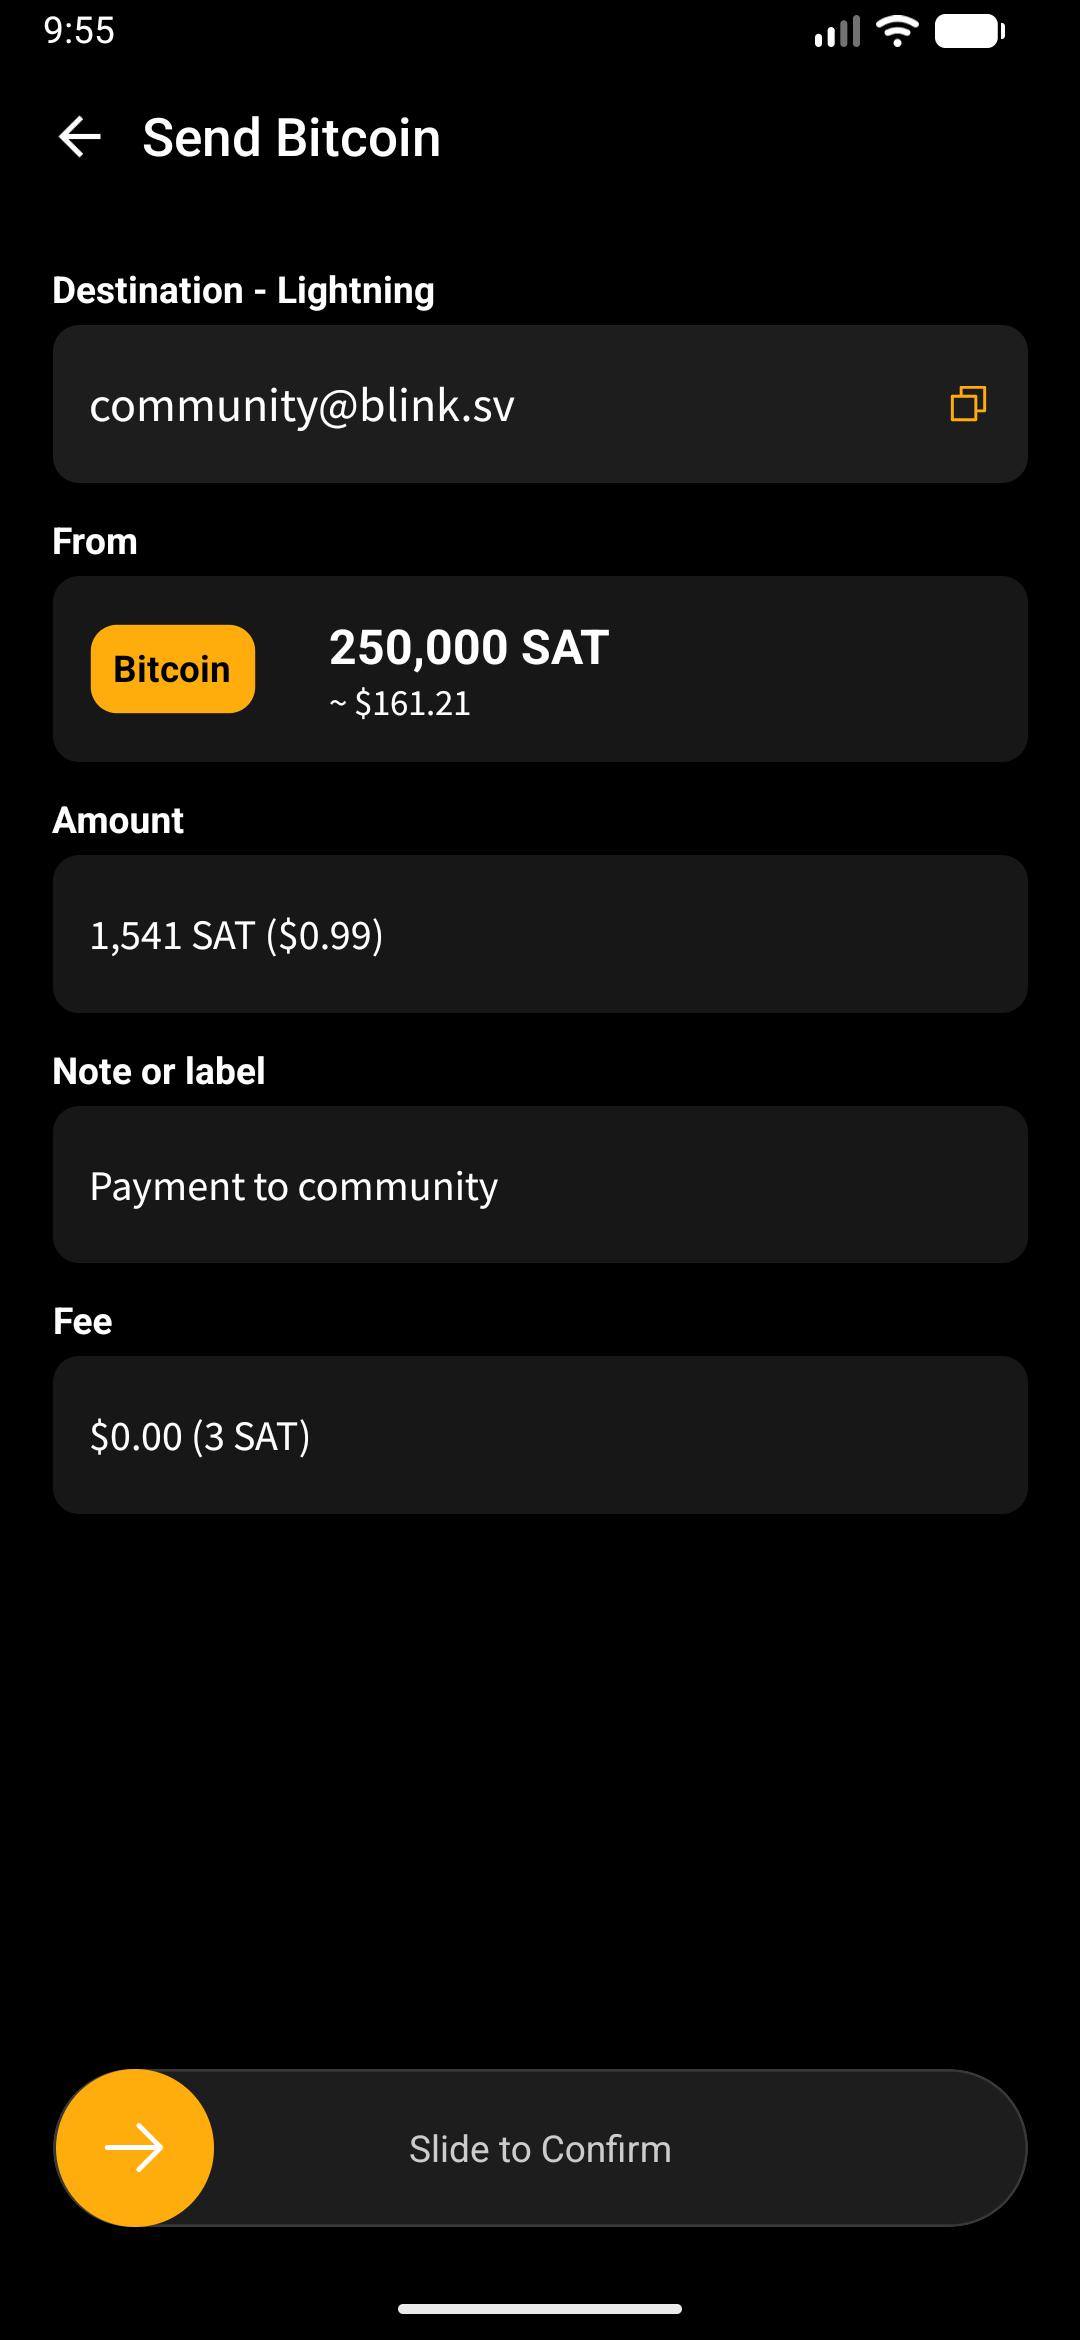 9:55
Send Bitcoin
Destination - Lightning
community@blink.sv
From
Bitcoin
250,000 SAT
~ $161.21
Amount
1,541 SAT ($0.99)
Note or label
Payment to community
Fee
$0.00 (3 SAT)
Slide to Confirm